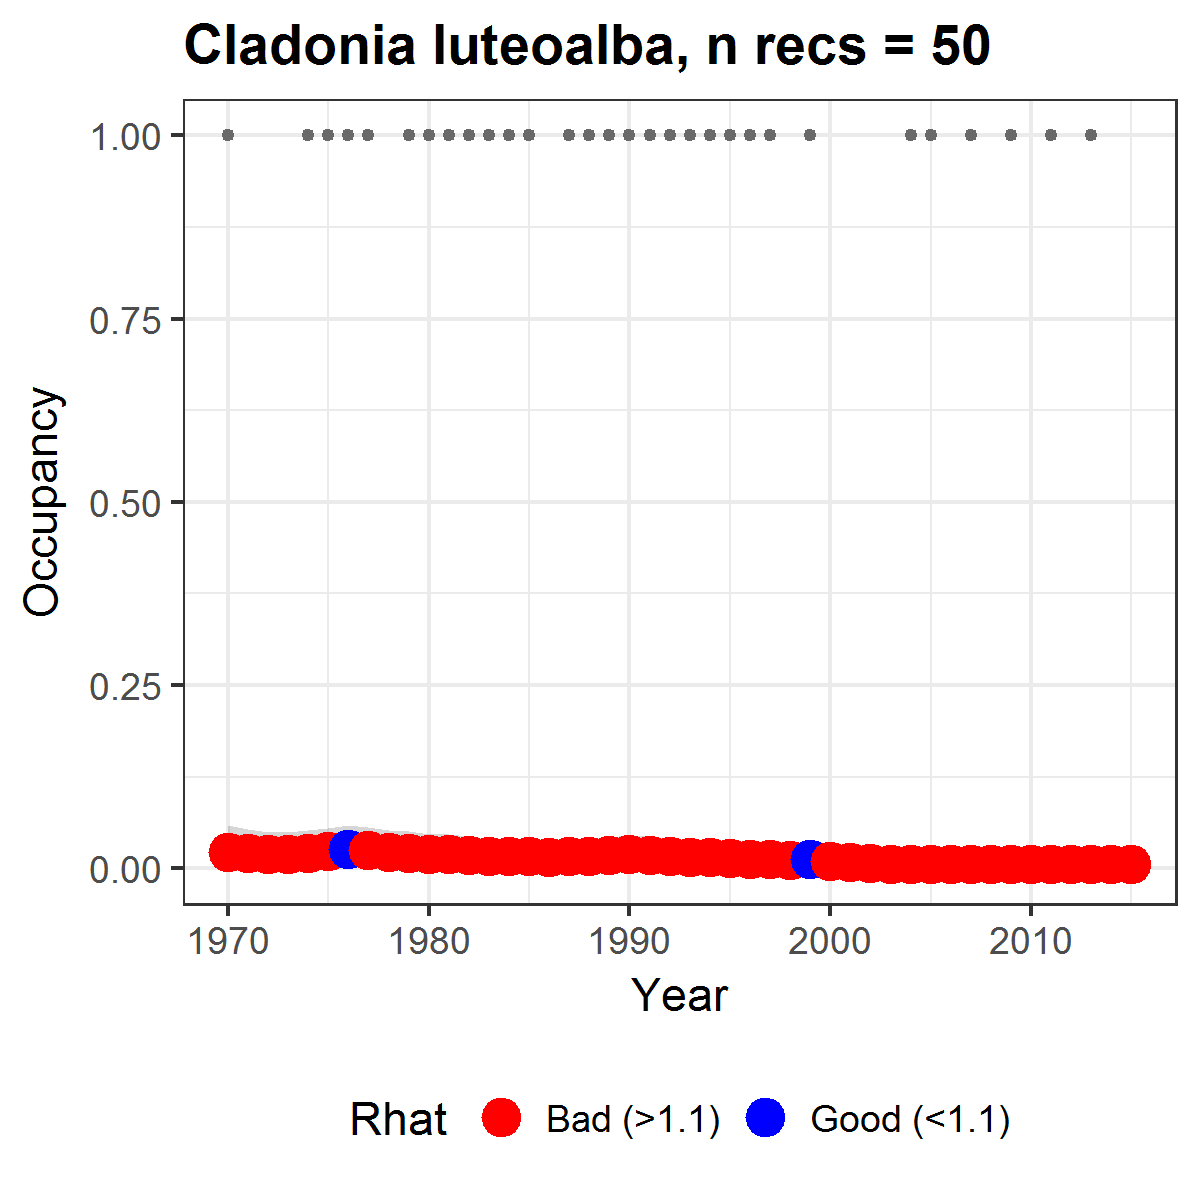 Cladonia luteoalba, n recs = 50
1.00
0.75
0.50
0.25
0.00
Occupancy
1970 1980 1990 2000 2010
Year
Rhat Bad (>1.1) Good (<1.1)